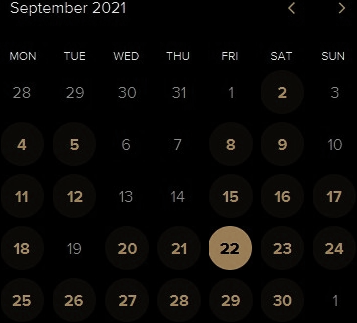 September 2021
MON TUE WED THU FRI SAT SUN
28 29 30 31 1 2 3
4 5 6 7 8 9 10
11 12 13 14 15 16 17
18 19 20 21 22 23 24
25 26 27 28 29 30 1